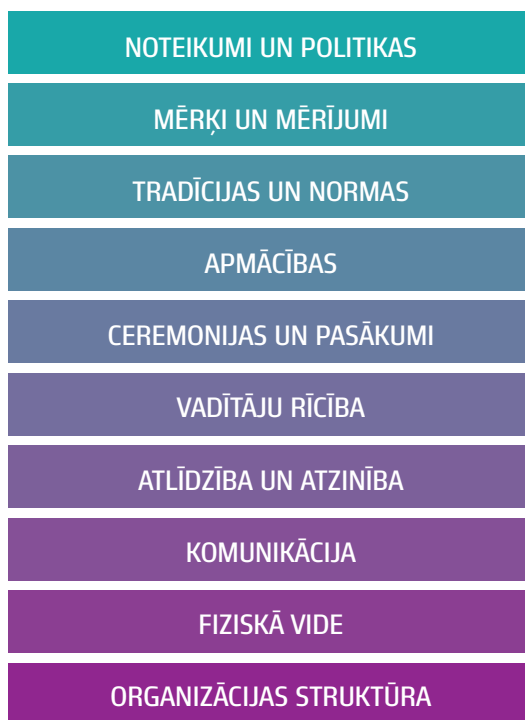 NOTEIKUMI UN POLITIKAS
MĒRĶI UN MĒRĪJUMI
TRADĪCIJAS UN NORMAS
APMĀCĪBAS
CEREMONIJAS UN PASĀKUMI
VADĪTĀJU RĪCĪBA
ATLĪDZĪBA UN ATZINĪBA
KOMUNIKĀCIJA
FIZISKĀ VIDE
ORGANIZĀCIJAS STRUKTŪRA